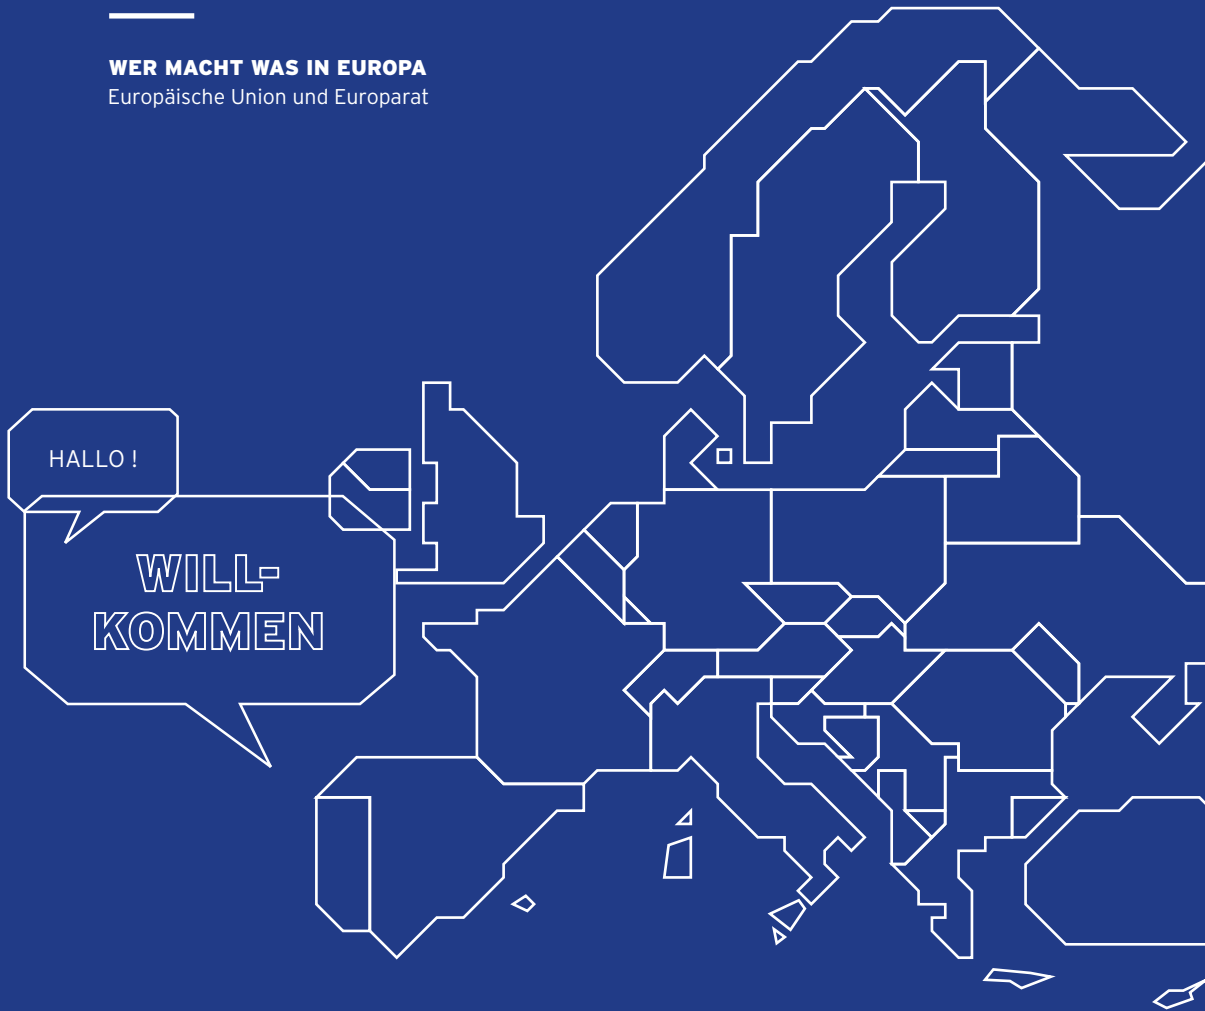 WER MACHT WAS IN EUROPA
Europäische Union und Europarat
HALLO !
WILL-
KOMMEN